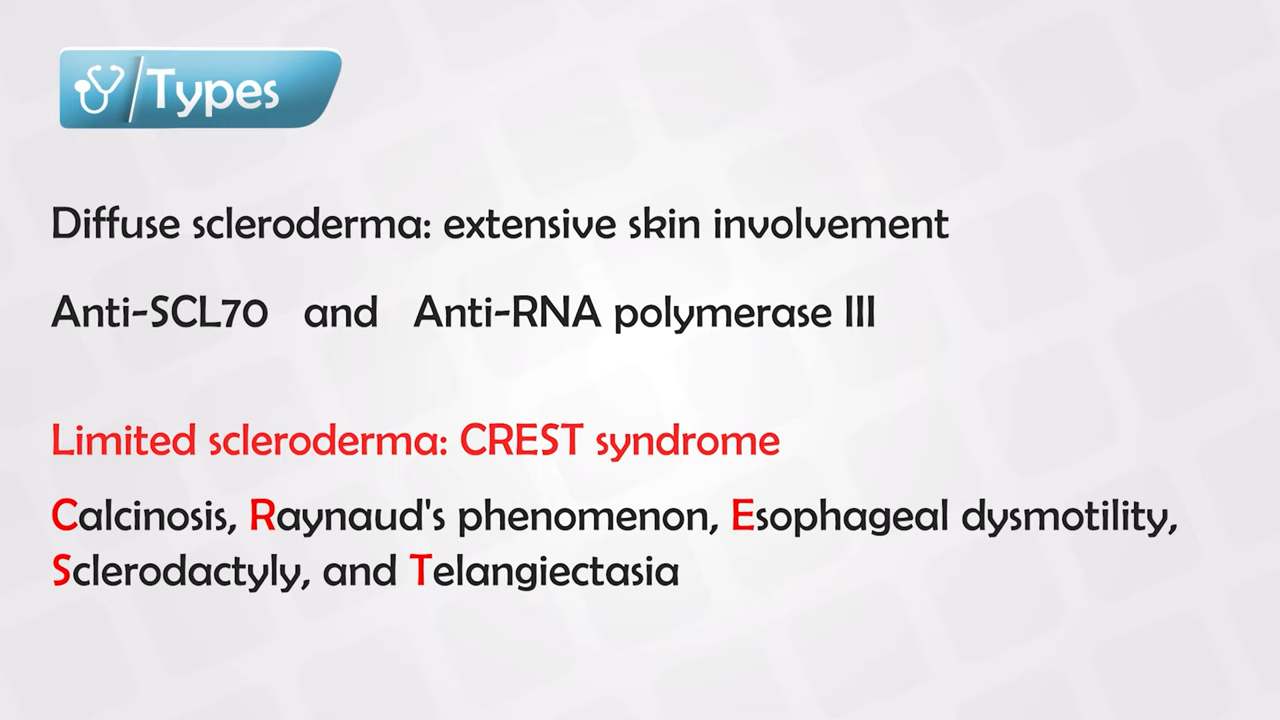 Types
Diffuse scleroderma: extensive skin involvement
Anti-SCL70 and Anti-RNA polymerase III
Limited scleroderma: CREST syndrome
Calcinosis, Raynaud's phenomenon, Esophageal dysmotility,
Sclerodactyly, and Telangiectasia